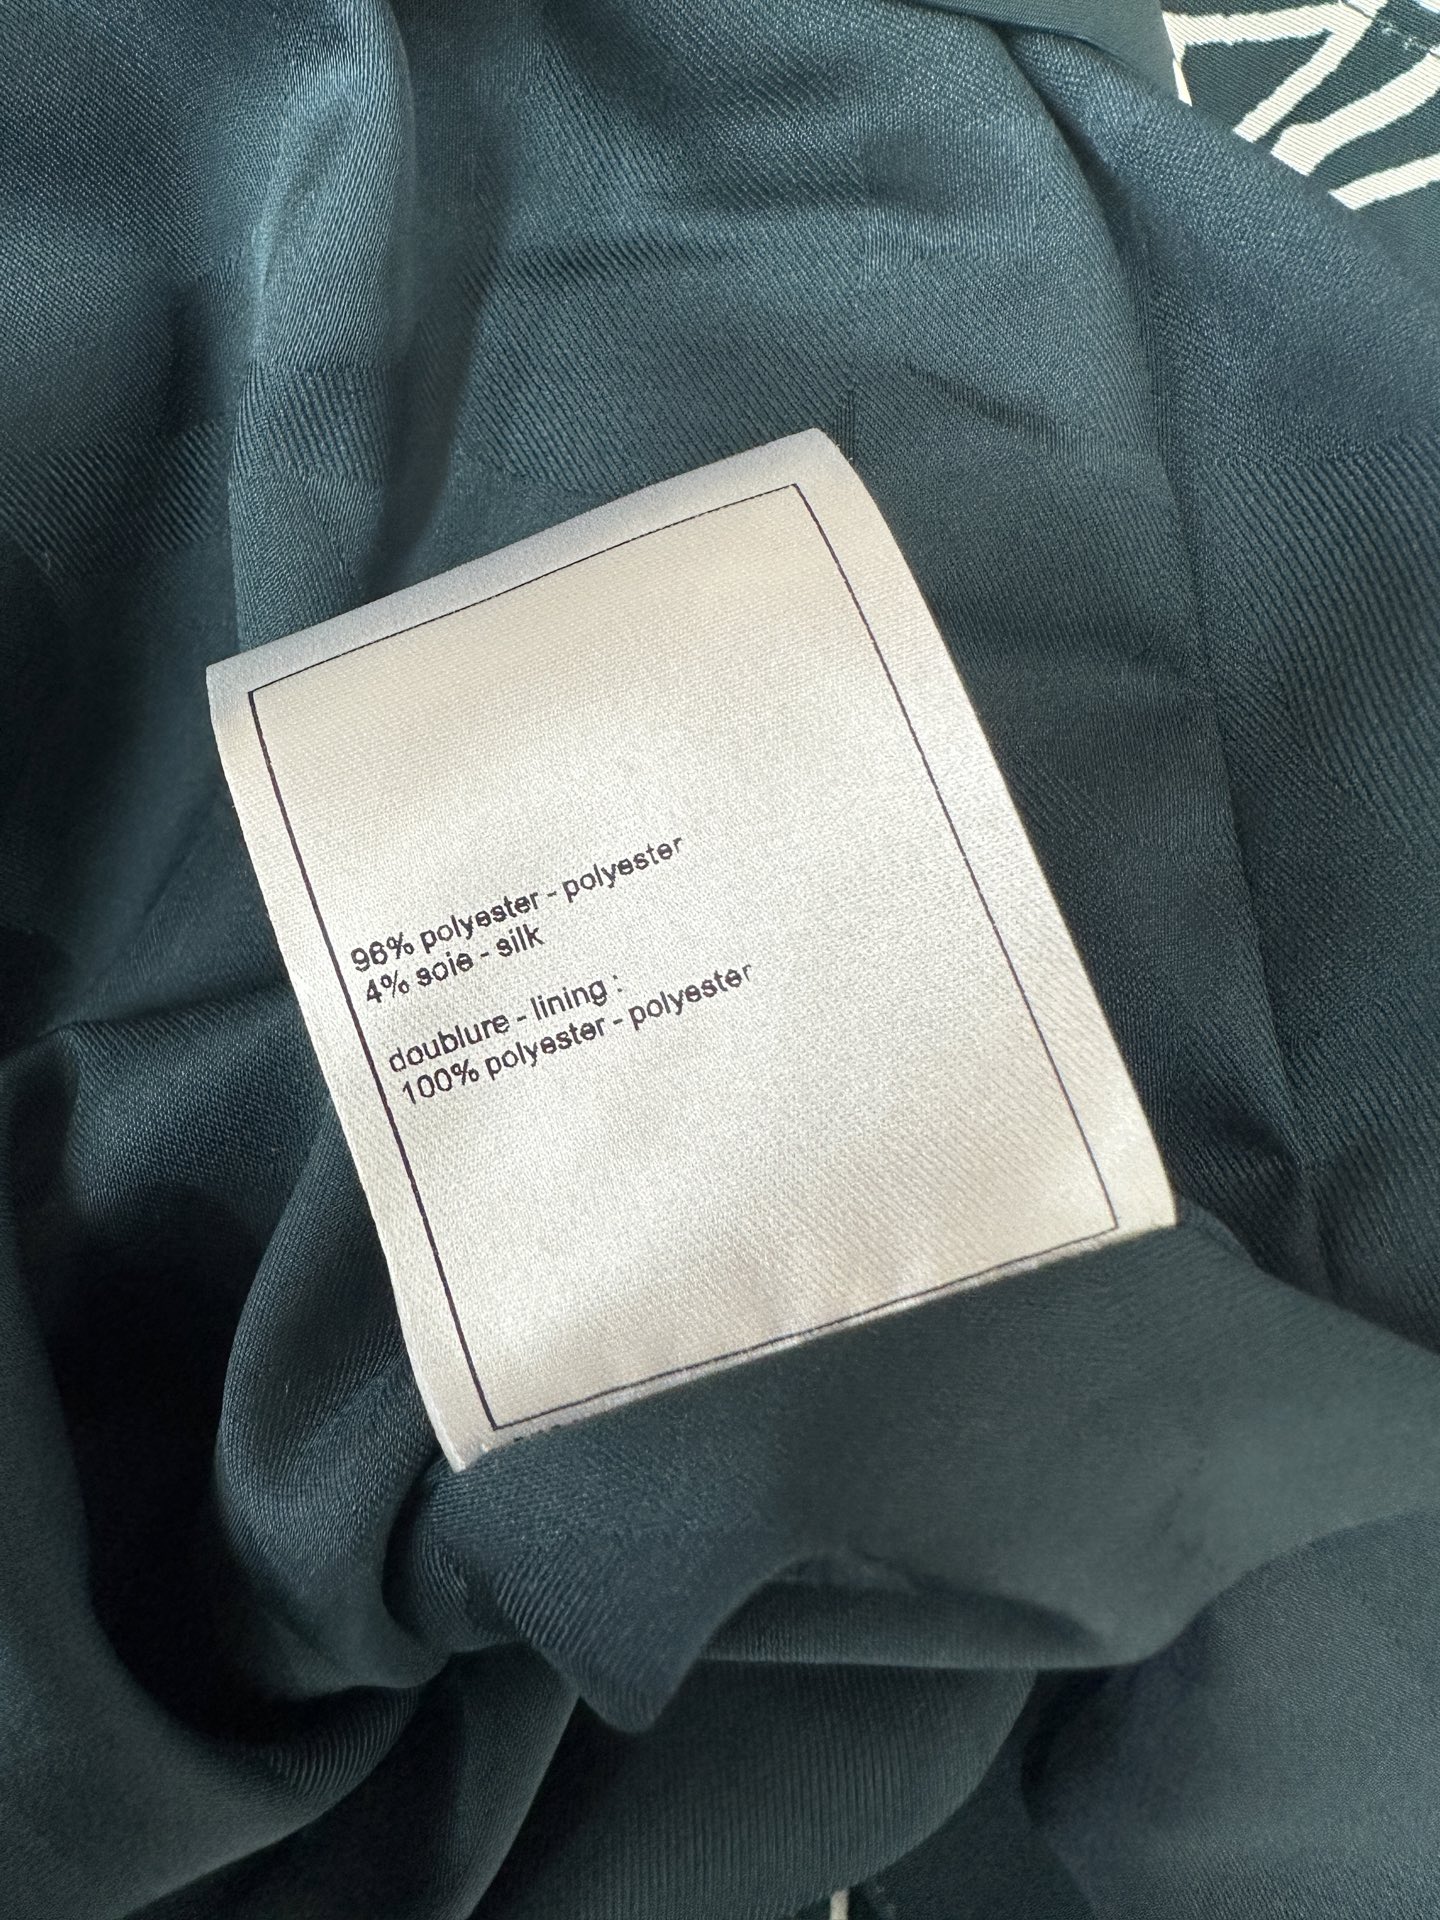 96% polyester - polyester
4% soie - silk
doublure - lining :
100% polyester - polyester